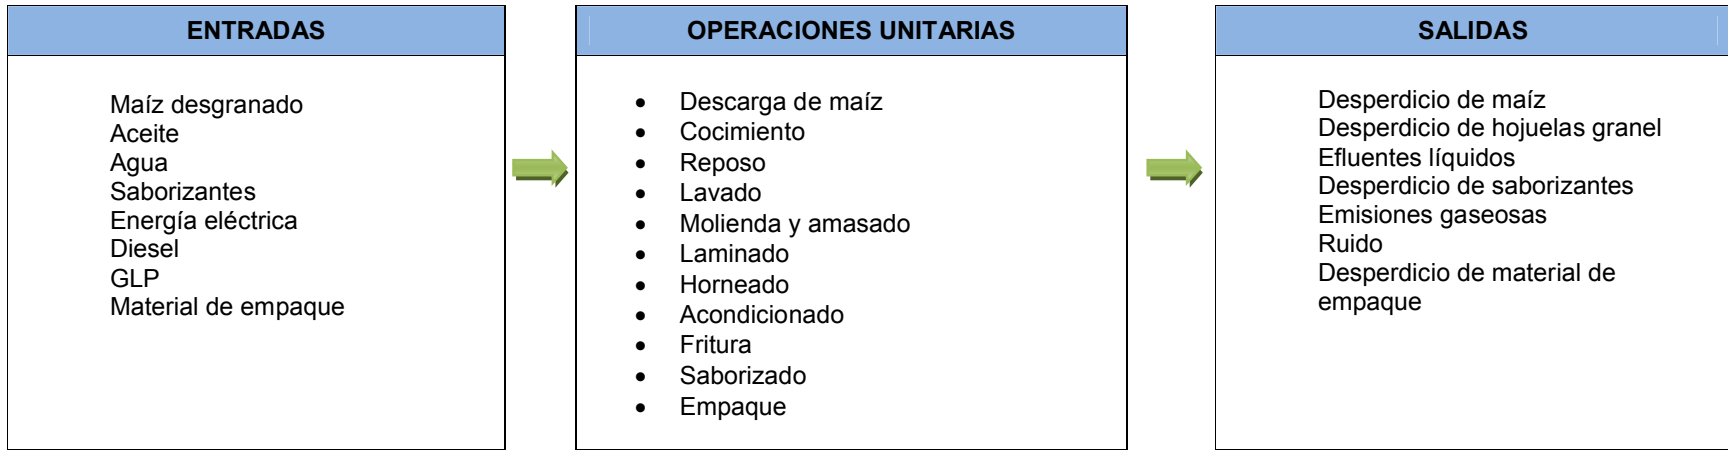 ENTRADAS
Maíz desgranado
Aceite
Agua
Saborizantes
Energía eléctrica
Diesel
GLP
Material de empaque
OPERACIONES UNITARIAS
• Descarga de maíz
• Cocimiento
• Reposo
• Lavado
• Molienda y amasado
• Laminado
• Horneado
• Acondicionado
• Fritura
• Saborizado
• Empaque
SALIDAS
Desperdicio de maíz
Desperdicio de hojuelas granel
Efluentes líquidos
Desperdicio de saborizantes
Emisiones gaseosas
Ruido
Desperdicio de material de
empaque